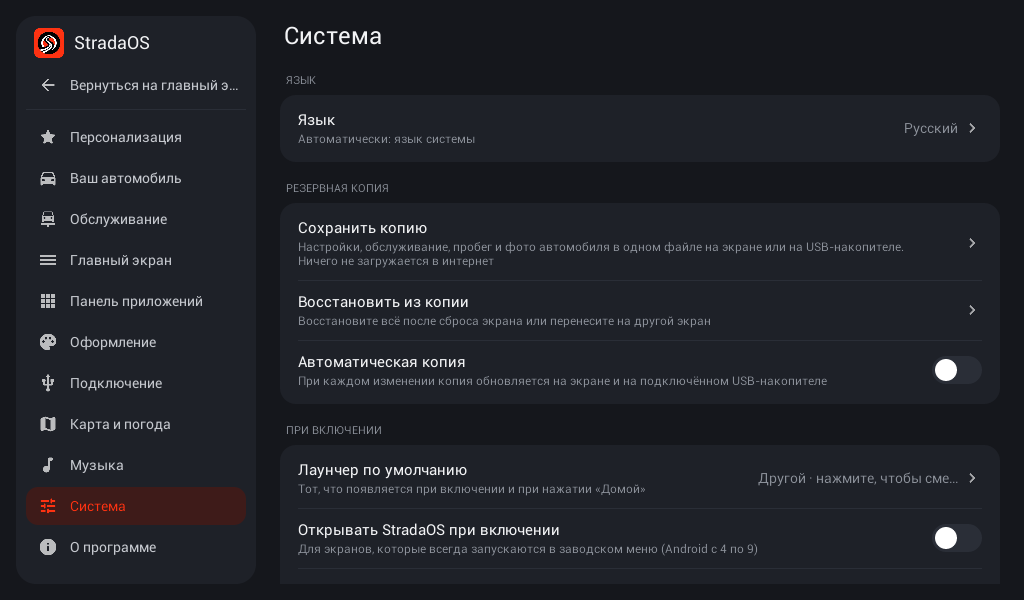 StradaOS
Вернуться на главный э...
Персонализация
Ваш автомобиль
Обслуживание
Главный экран
Панель приложений
Оформление
Подключение
Карта и погода
Музыка
Система
О программе
Система
ЯЗЫК
Язык
Автоматически: язык системы
Русский
РЕЗЕРВНАЯ КОПИЯ
Сохранить копию
Настройки, обслуживание, пробег и фото автомобиля в одном файле на экране или на USB-накопителе.
Ничего не загружается в интернет
Восстановить из копии
Восстановите всё после сброса экрана или перенесите на другой экран
Автоматическая копия
При каждом изменении копия обновляется на экране и на подключённом USB-накопителе
ПРИ ВКЛЮЧЕНИИ
Лаунчер по умолчанию
Тот, что появляется при включении и при нажатии «Домой»
Другой · нажмите, чтобы сме...
Открывать StradaOS при включении
Для экранов, которые всегда запускаются в заводском меню (Android с 4 по 9)